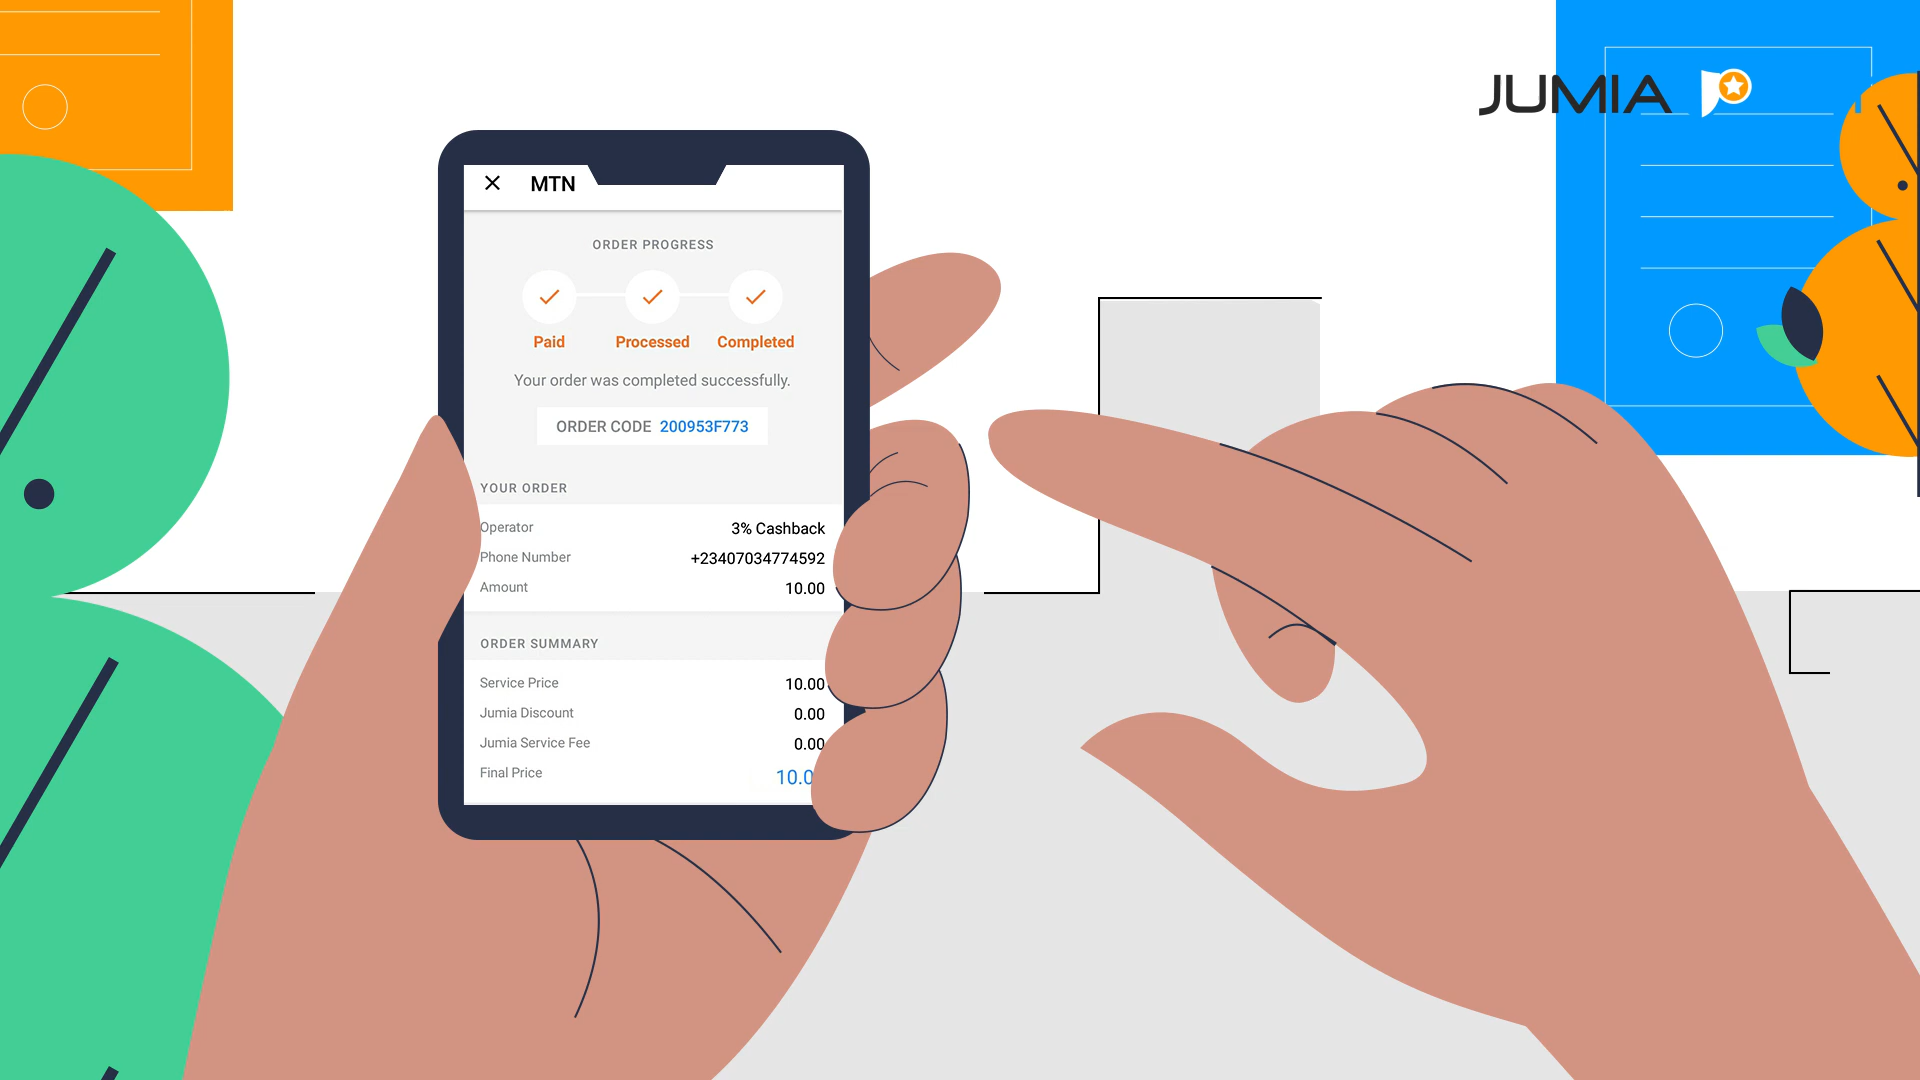 JUMIA P
MTN
ORDER PROGRESS
Paid Processed Completed
Your order was completed successfully.
ORDER CODE 200953F773
YOUR ORDER
Operator 3% Cashback
Phone Number +23407034774592
Amount 10.00
ORDER SUMMARY
Service Price 10.00
Jumia Discount 0.00
Jumia Service Fee 0.00
Final Price 10.0